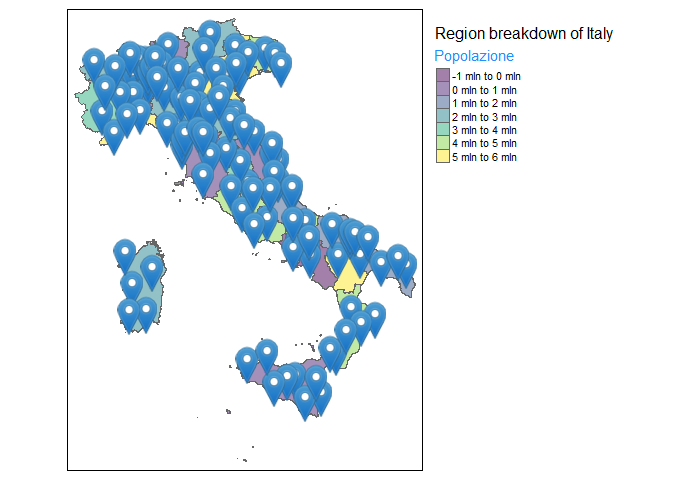 Region breakdown of Italy
Popolazione
-1 mln to 0 mln
0 mln to 1 mln
1 mln to 2 mln
2 mln to 3 mln
3 mln to 4 mln
4 mln to 5 mln
5 mln to 6 mln